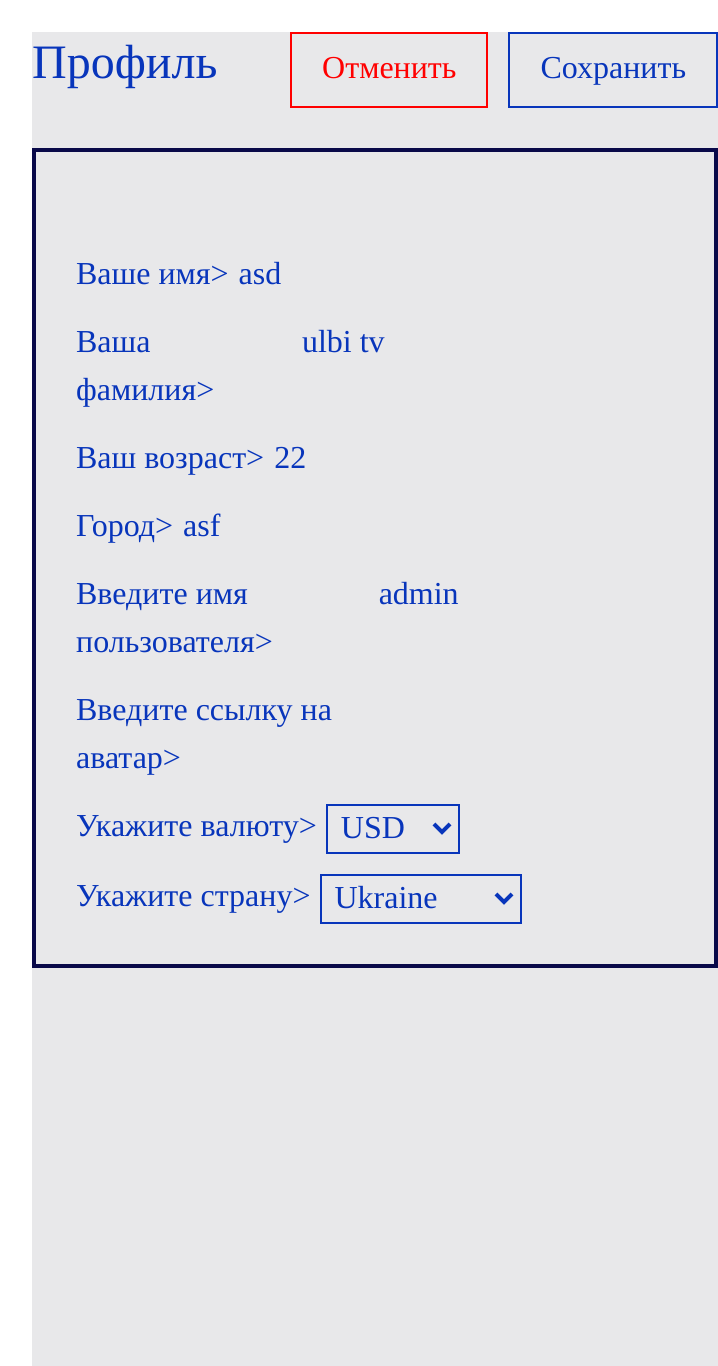 Профиль Отменить Сохранить
Ваше имя> asd
Ваша ulbi tv
фамилия>
Ваш возраст> 22
Город> asf
Введите имя admin
пользователя>
Введите ссылку на
аватар>
Укажите валюту> USD
Укажите страну> Ukraine